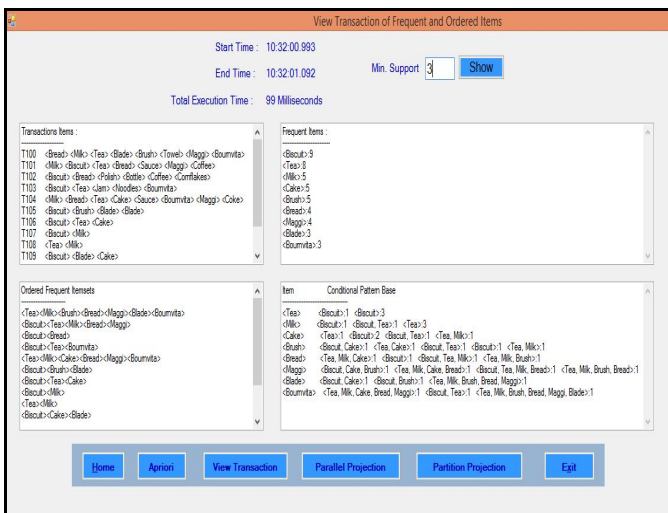 View Transaction of Frequent and Ordered Items
Start Time : 10:32:00.993
End Time : 10:32:01.092
Min. Support 3 Show
Total Execution Time : 99 Milliseconds
Transactions Items :
--------------------
T100 <Bread> <Milk> <Tea> <Blade> <Brush> <Towel> <Maggi> <Bournvita>
T101 <Milk> <Biscuit> <Tea> <Bread> <Sauce> <Maggi> <Coffee>
T102 <Biscuit> <Bread> <Polish> <Bottle> <Coffee> <Cornflakes>
T103 <Biscuit> <Tea> <Jam> <Noodles> <Bournvita>
T104 <Milk> <Bread> <Tea> <Cake> <Sauce> <Bournvita> <Maggi> <Coke>
T105 <Biscuit> <Brush> <Blade> <Blade>
T106 <Biscuit> <Tea> <Cake>
T107 <Biscuit> <Milk>
T108 <Tea> <Milk>
T109 <Biscuit> <Blade> <Cake>
Frequent Items :
----------------------
<Biscuit>:9
<Tea>:8
<Milk>:5
<Cake>:5
<Brush>:5
<Bread>:4
<Maggi>:4
<Blade>:3
<Bournvita>:3
Ordered Frequent Itemsets
--------------------
<Tea><Milk><Brush><Bread><Maggi><Blade><Bournvita>
<Biscuit><Tea><Milk><Bread><Maggi>
<Biscuit><Bread>
<Biscuit><Tea><Bournvita>
<Tea><Milk><Cake><Bread><Maggi><Bournvita>
<Biscuit><Brush><Blade>
<Biscuit><Tea><Cake>
<Biscuit><Milk>
<Tea><Milk>
<Biscuit><Cake><Blade>
Item Conditional Pattern Base
<Tea> <Biscuit>:1 <Biscuit>:3
<Milk> <Biscuit>:1 <Biscuit, Tea>:1 <Tea>:3
<Cake> <Tea>:1 <Biscuit>:2 <Biscuit, Tea>:1 <Tea, Milk>:1
<Brush> <Biscuit, Cake>:1 <Tea, Cake>:1 <Biscuit, Tea>:1 <Biscuit>:1 <Tea, Milk>:1
<Bread> <Tea, Milk, Cake>:1 <Biscuit>:1 <Biscuit, Tea, Milk>:1 <Tea, Milk, Brush>:1
<Maggi> <Biscuit, Cake, Brush>:1 <Tea, Milk, Cake, Bread>:1 <Biscuit, Tea, Milk, Bread>:1 <Tea, Milk, Brush, Bread>:1
<Blade> <Biscuit, Cake>:1 <Biscuit, Brush>:1 <Tea, Milk, Brush, Bread, Maggi>:1
<Bournvita> <Tea, Milk, Cake, Bread, Maggi>:1 <Biscuit, Tea>:1 <Tea, Milk, Brush, Bread, Maggi, Blade>:1
Home Apriori View Transaction Parallel Projection Partition Projection Exit